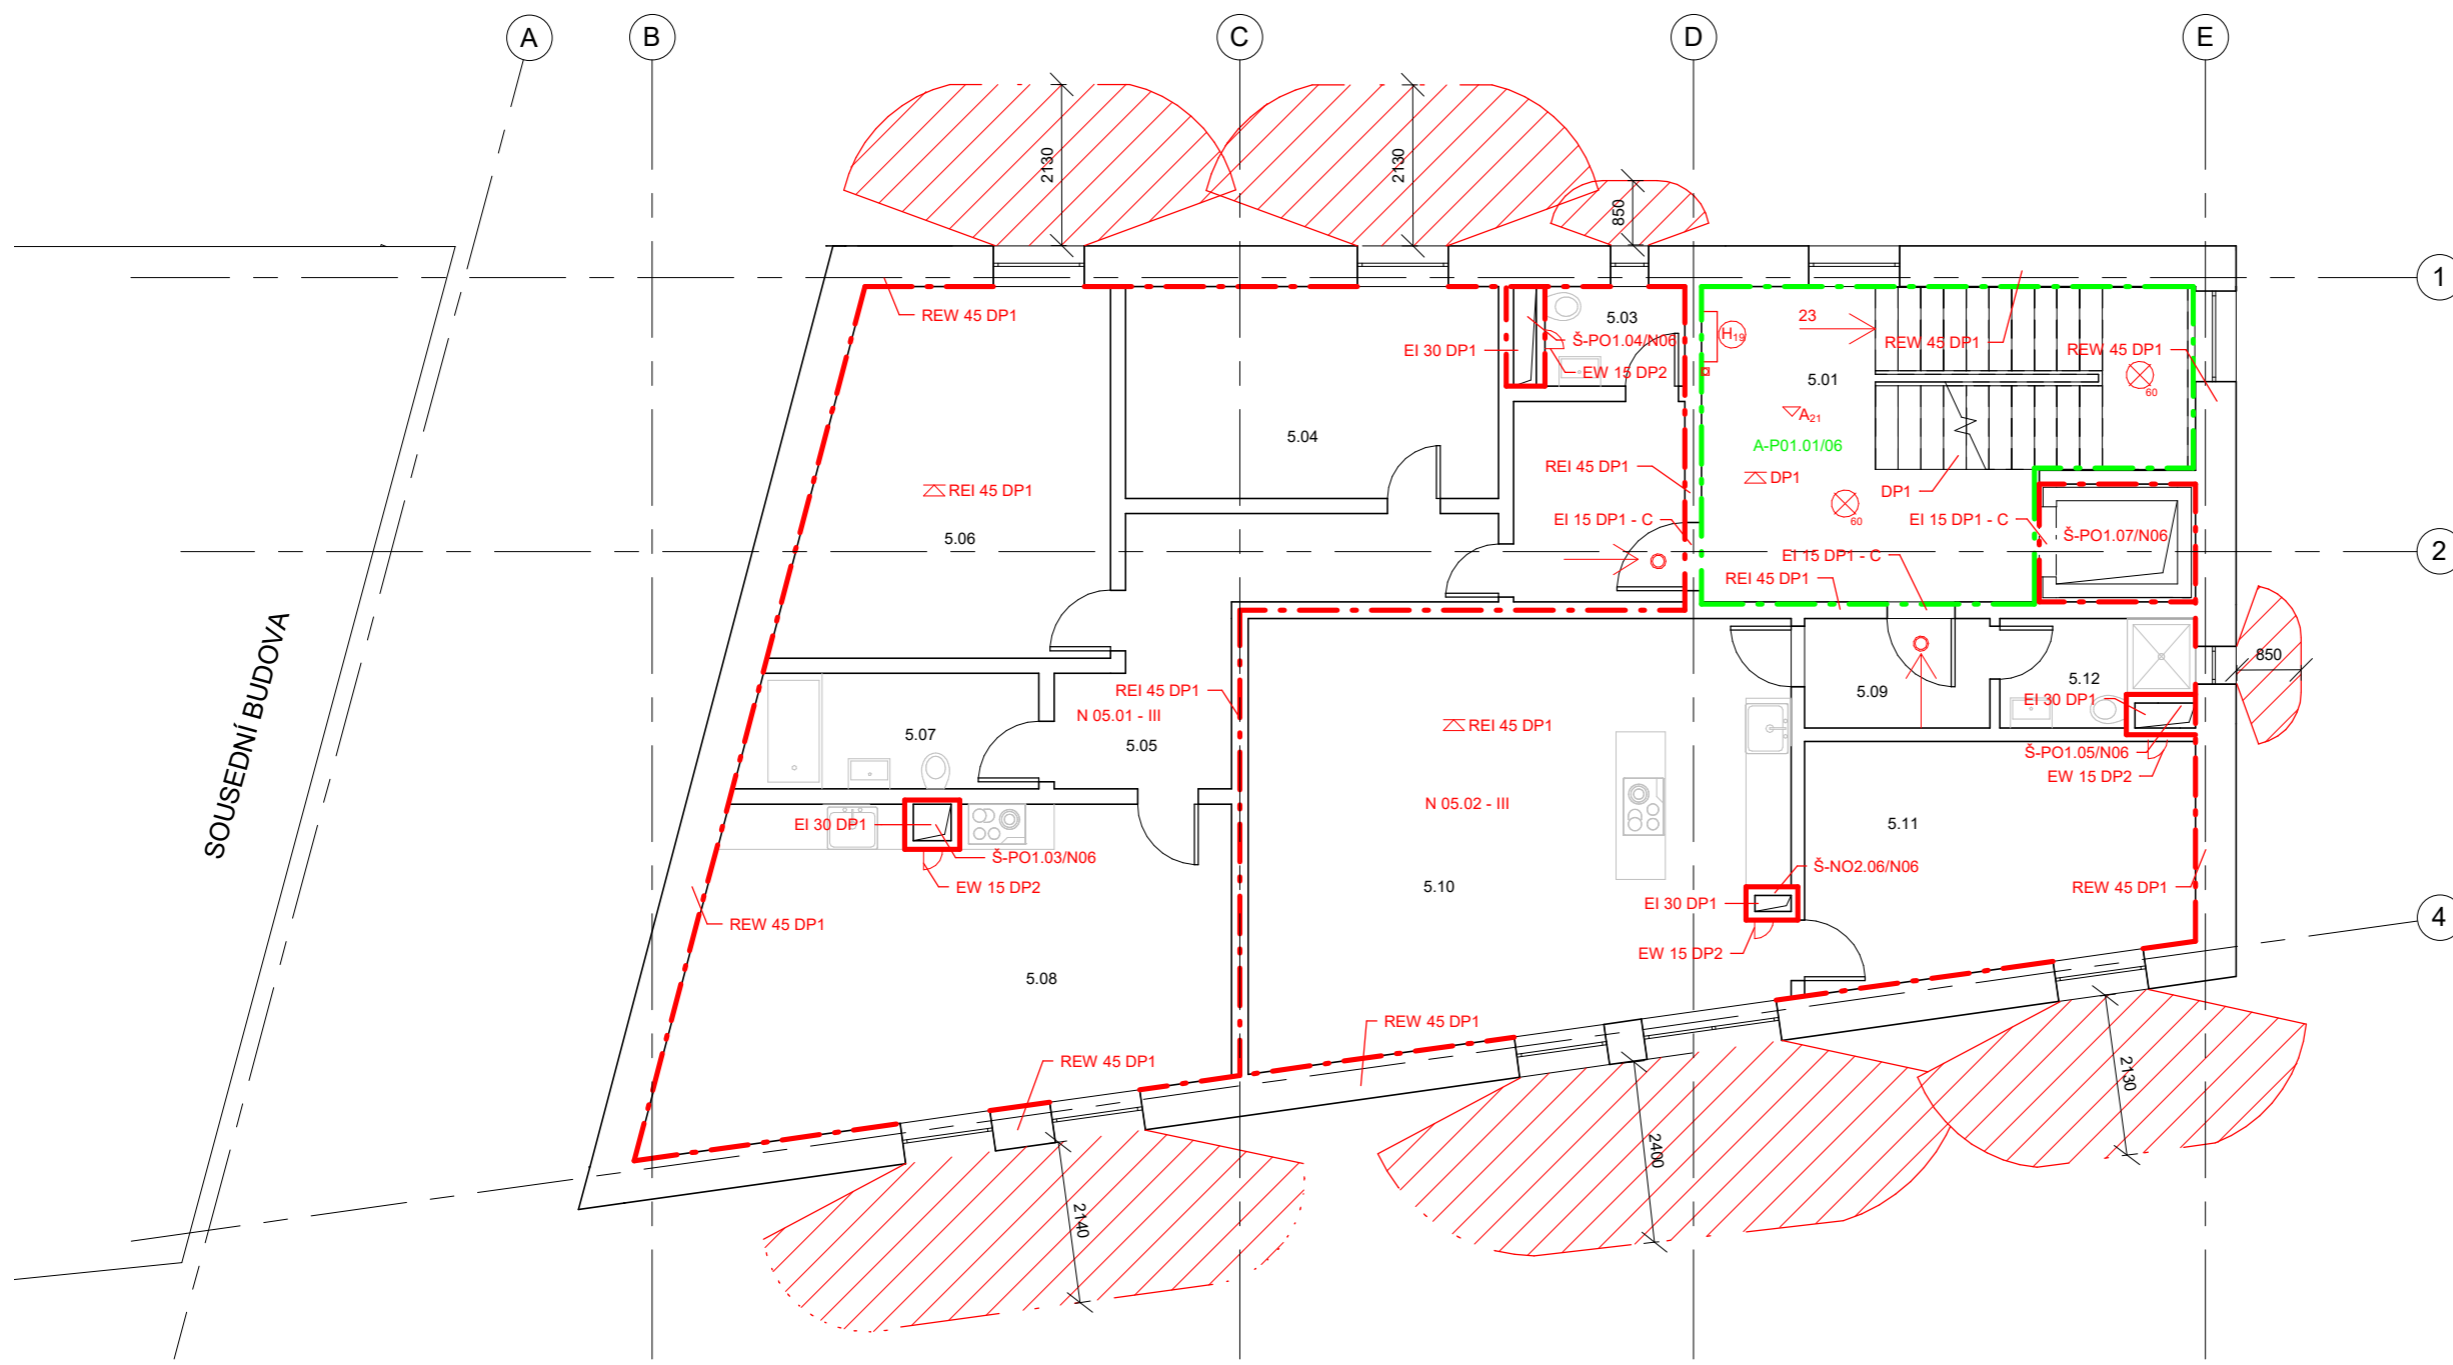 A
B
C
D
E
2130
2130
850
1
REW 45 DP1
5.03
Š-PO1.04/N06
EI 30 DP1
EW 15 DP2
H19
23
REW 45 DP1
REW 45 DP1
5.01
60
A21
A-P01.01/06
5.04
REI 45 DP1
REI 45 DP1
DP1
DP1
60
EI 15 DP1 - C
EI 15 DP1 - C
Š-PO1.07/N06
5.06
2
EI 15 DP1 - C
REI 45 DP1
SOUSEDNÍ BUDOVA
850
5.12
5.09
REI 45 DP1
EI 30 DP1
N 05.01 - III
REI 45 DP1
5.07
5.05
Š-PO1.05/N06
EW 15 DP2
N 05.02 - III
EI 30 DP1
5.11
Š-PO1.03/N06
EW 15 DP2
Š-NO2.06/N06
5.10
REW 45 DP1
EI 30 DP1
4
REW 45 DP1
EW 15 DP2
5.08
REW 45 DP1
REW 45 DP1
2130
2400
2140